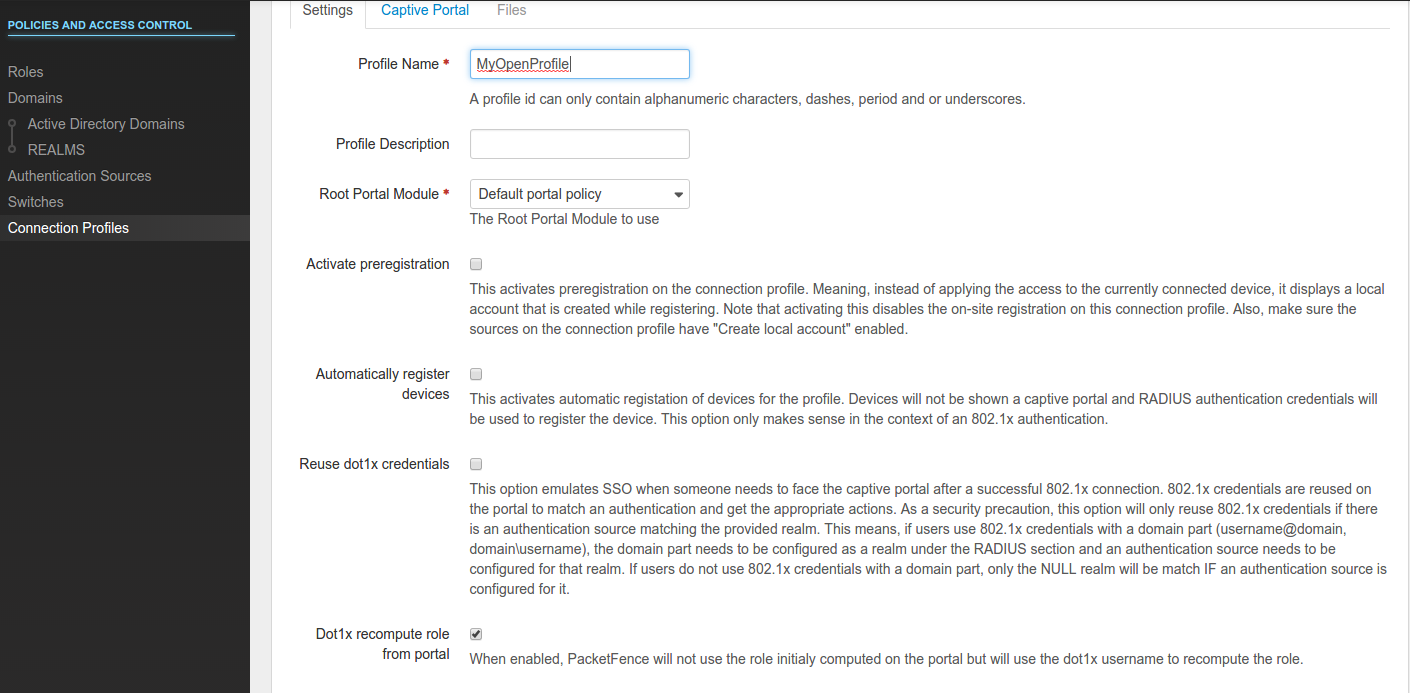 POLICIES AND ACCESS CONTROL
Roles
Domains
Active Directory Domains
REALMS
Authentication Sources
Switches
Connection Profiles
Settings Captive Portal Files
Profile Name * MyOpenProfile
A profile id can only contain alphanumeric characters, dashes, period and or underscores.
Profile Description
Root Portal Module * Default portal policy
The Root Portal Module to use
Activate preregistration
This activates preregistration on the connection profile. Meaning, instead of applying the access to the currently connected device, it displays a local
account that is created while registering. Note that activating this disables the on-site registration on this connection profile. Also, make sure the
sources on the connection profile have "Create local account" enabled.
Automatically register
devices
This activates automatic registation of devices for the profile. Devices will not be shown a captive portal and RADIUS authentication credentials will
be used to register the device. This option only makes sense in the context of an 802.1x authentication.
Reuse dot1x credentials
This option emulates SSO when someone needs to face the captive portal after a successful 802.1x connection. 802.1x credentials are reused on
the portal to match an authentication and get the appropriate actions. As a security precaution, this option will only reuse 802.1x credentials if there
is an authentication source matching the provided realm. This means, if users use 802.1x credentials with a domain part (username@domain,
domain\username), the domain part needs to be configured as a realm under the RADIUS section and an authentication source needs to be
configured for that realm. If users do not use 802.1x credentials with a domain part, only the NULL realm will be match IF an authentication source is
configured for it.
Dot1x recompute role
from portal
When enabled, PacketFence will not use the role initialy computed on the portal but will use the dot1x username to recompute the role.